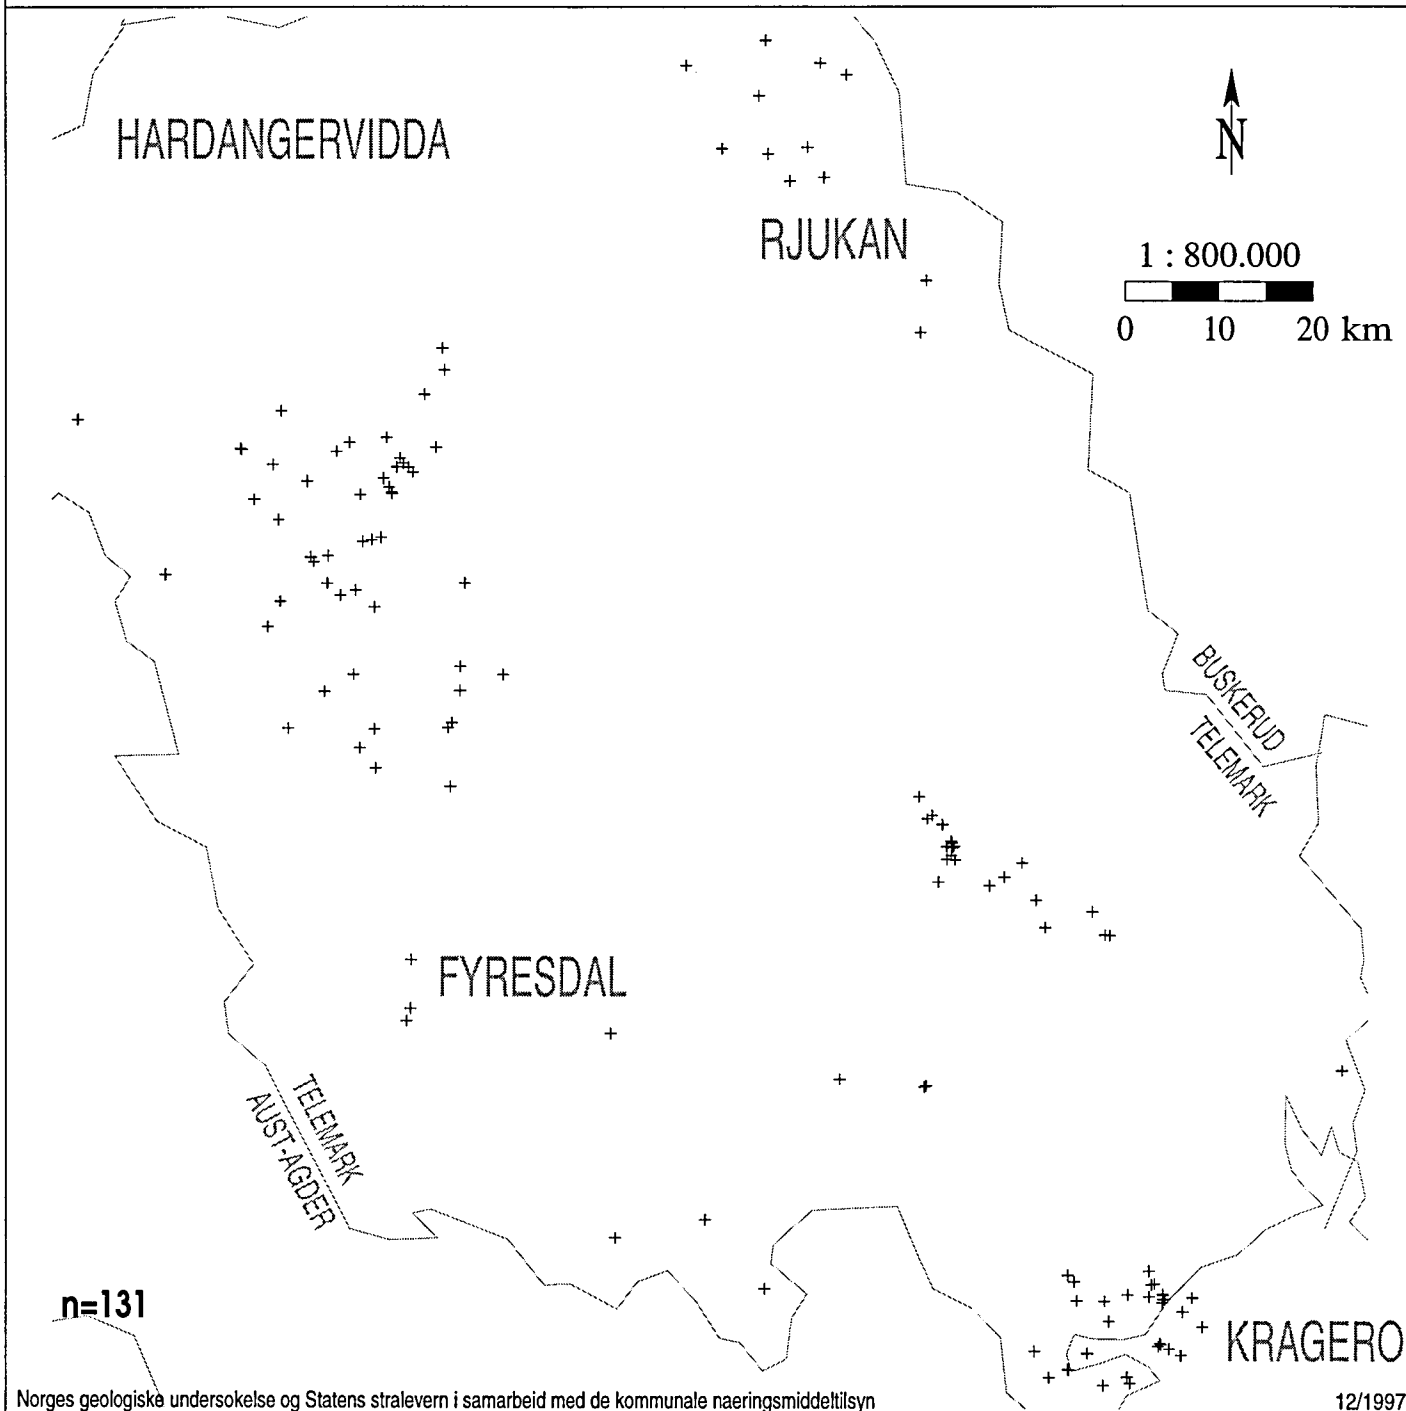 HARDANGERVIDDA
N
RJUKAN
1 : 800.000
0 10 20 km
BUSKERUD
TELEMARK
FYRESDAL
TELEMARK
AUST-AGDER
n=131
KRAGERO
Norges geologiske undersokelse og Statens stralevern i samarbeid med de kommunale naeringsmiddeltilsyn
12/1997